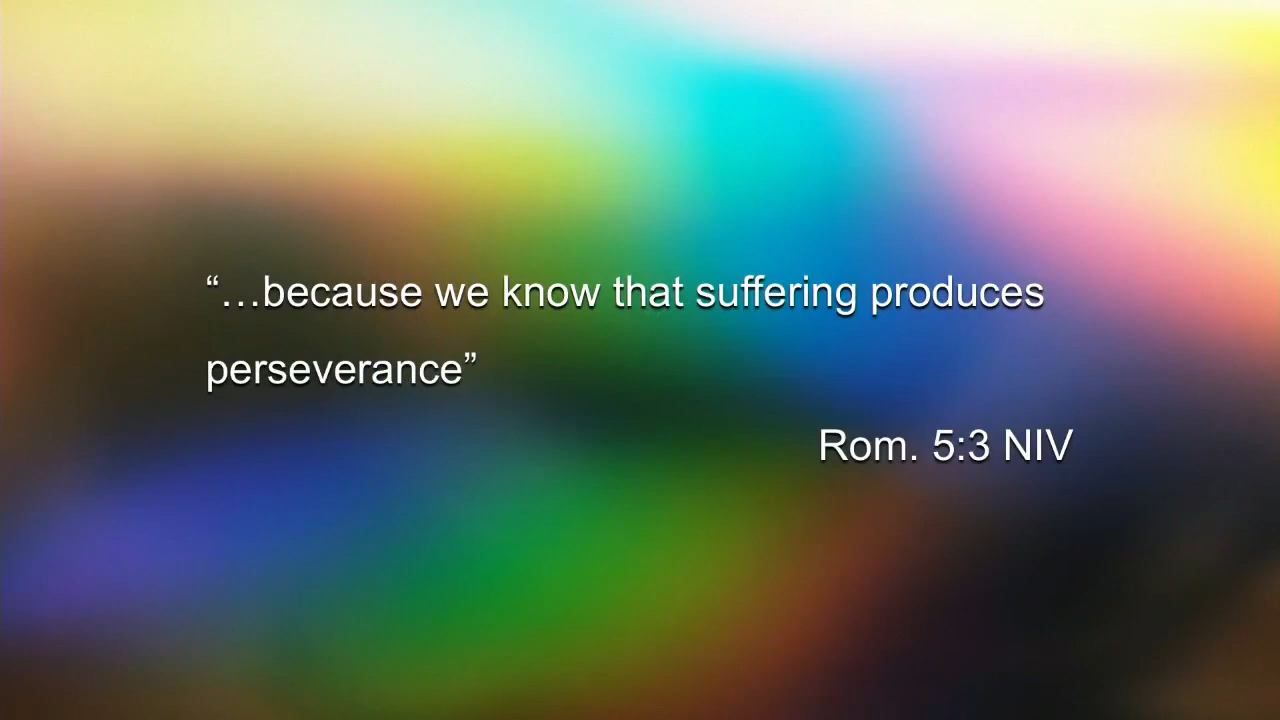 “…because we know that suffering produces
perseverance”
Rom. 5:3 NIV